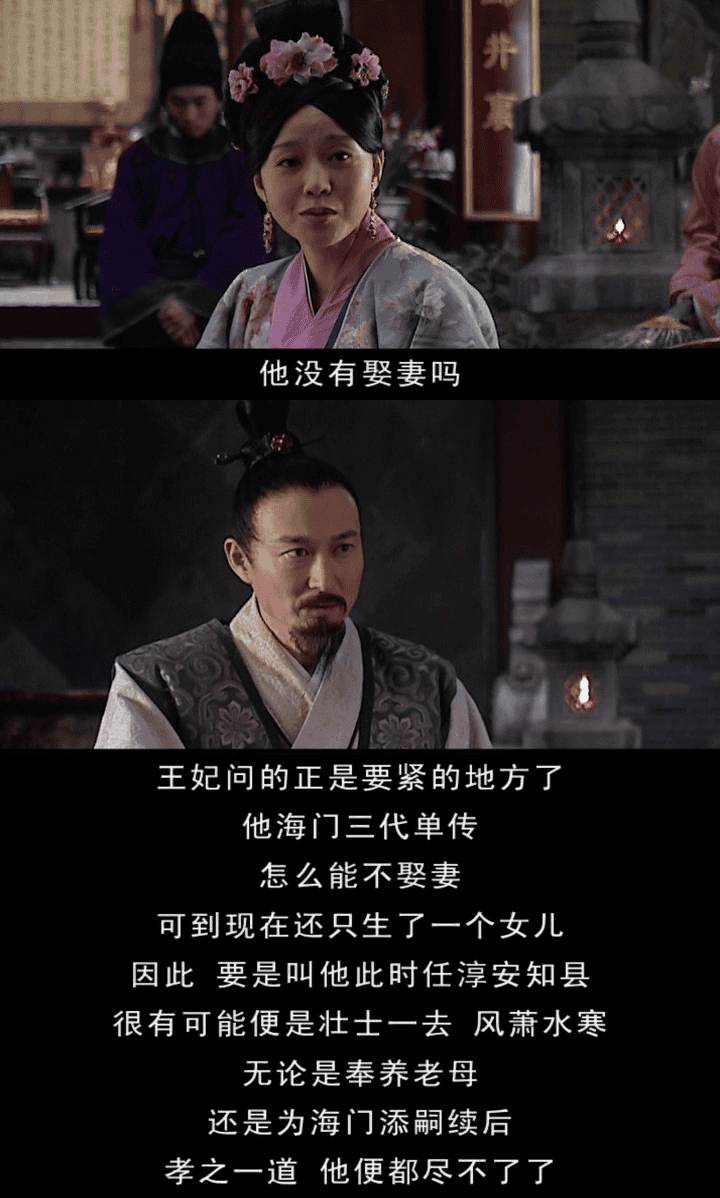 井裏
他没有娶妻吗
王妃问的正是要紧的地方了
他海门三代单传
怎么能不娶妻
可到现在还只生了一个女儿
因此 要是叫他此时任淳安知县
很有可能便是壮士一去 风萧水寒
无论是奉养老母
还是为海门添嗣续后
孝之一道 他便都尽不了了